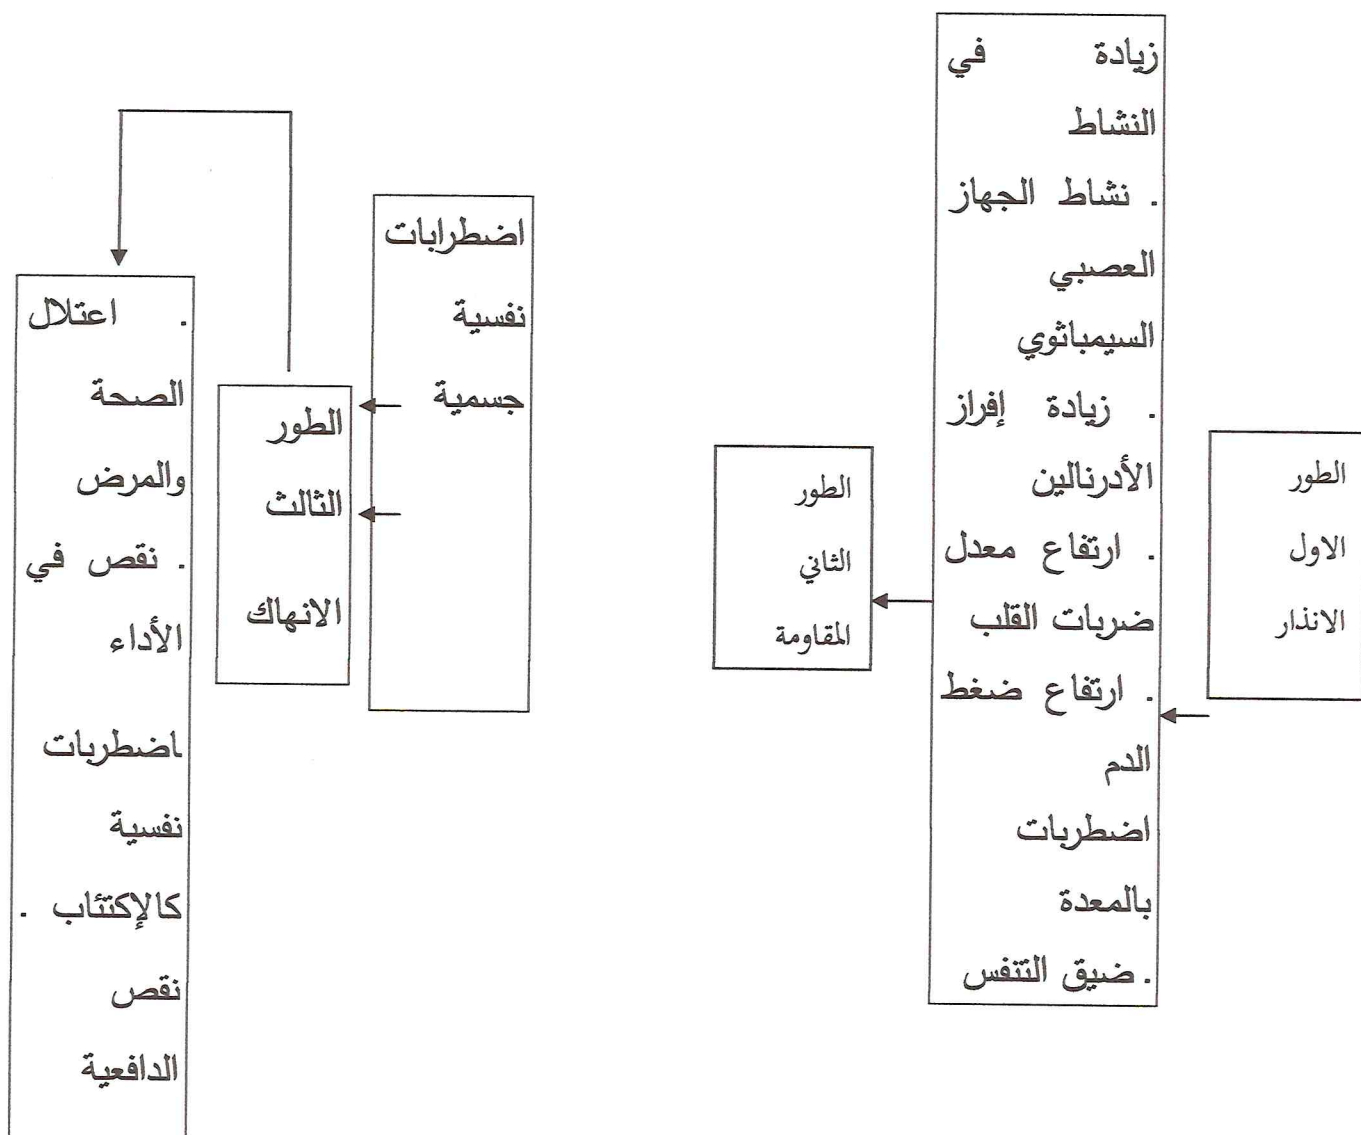 الطور
الاول
الانذار
زيادة في
النشاط
. نشاط الجهاز
العصبي
السيمباثوي
. زيادة إفراز
الأدرنالين
. ارتفاع معدل
ضربات القلب
. ارتفاع ضغط
الدم
اضطربات
بالمعدة
. ضيق التنفس
الطور
الثاني
المقاومة
اضطرابات
نفسية
جسمية
الطور
الثالث
الانهاك
. اعتلال
الصحة
والمرض
. نقص في
الأداء
.اضطربات
نفسية
كالإكتئاب .
نقص
الدافعية